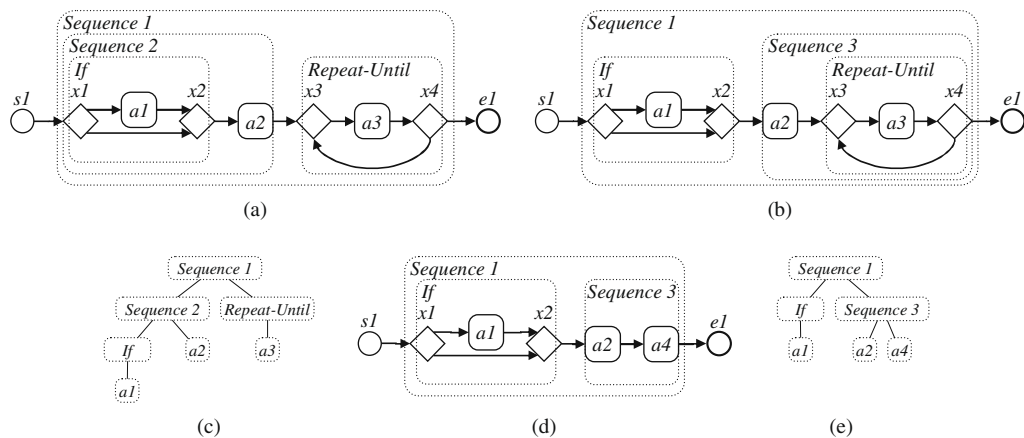 Sequence 1
Sequence 2
If
x1
x2
s1
a1
a2
Repeat-Until
x3
x4
a3
e1
(a)
Sequence 1
If
x1
x2
s1
a1
Sequence 3
a2
Repeat-Until
x3
x4
a3
e1
(b)
Sequence 1
Sequence 2
Repeat-Until
If
a2
a3
a1
(c)
Sequence 1
If
x1
x2
s1
a1
Sequence 3
a2
a4
e1
(d)
Sequence 1
If
Sequence 3
a1
a2
a4
(e)